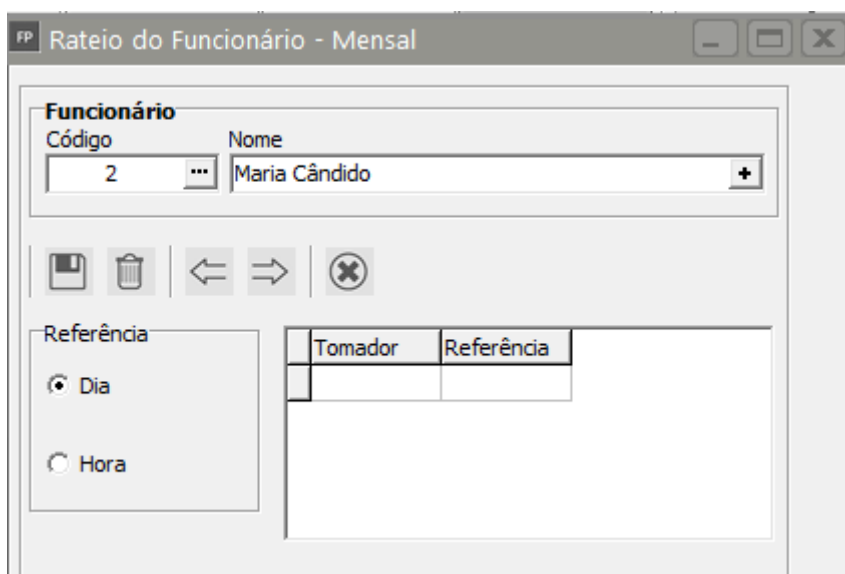 FP Rateio do Funcionário - Mensal
Funcionário
Código Nome
2 ... Maria Cândido +
Referência
Tomador Referência
Dia
Hora